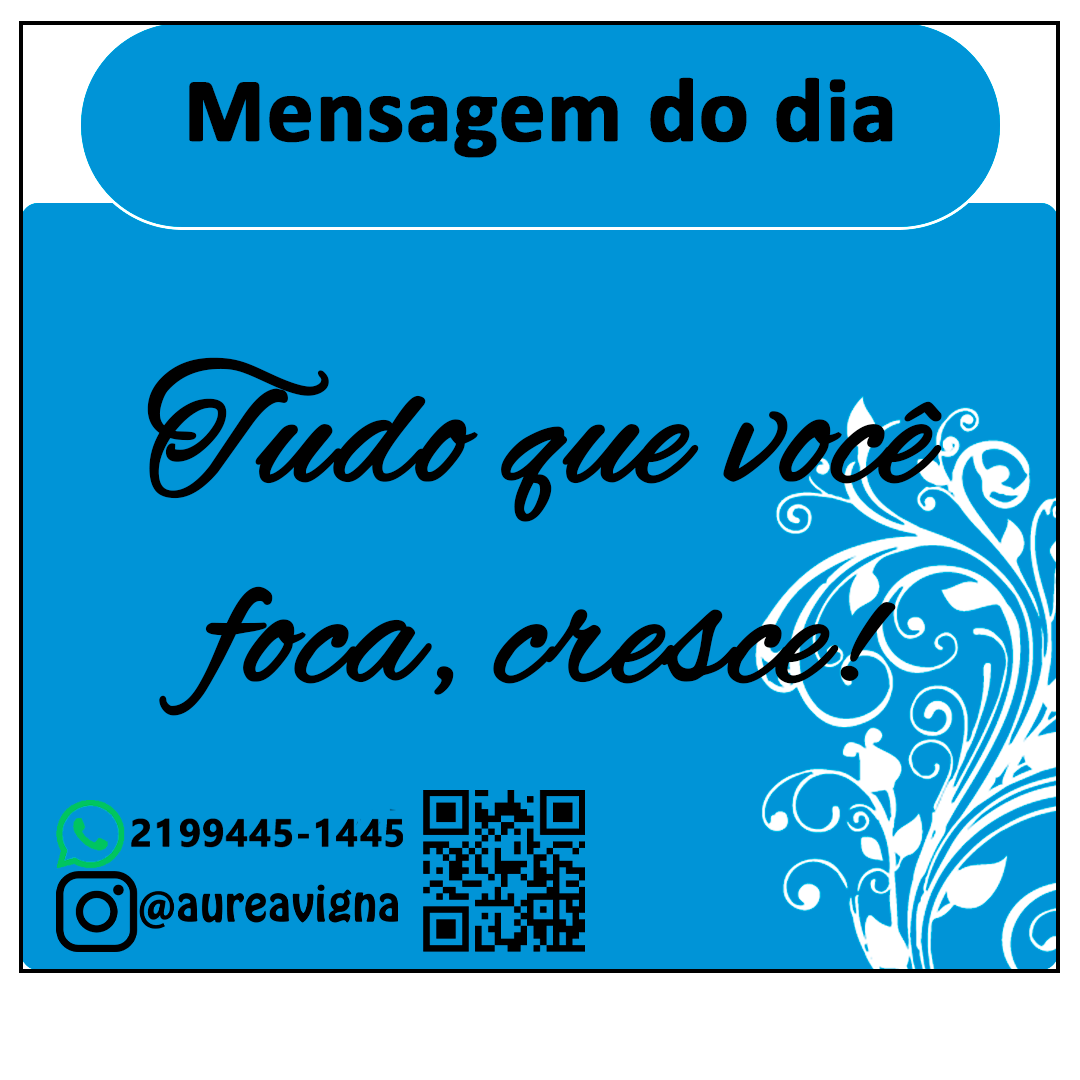 Mensagem do dia
Tudo que você
foca, cresce!
2199445-1445
@aureavigna